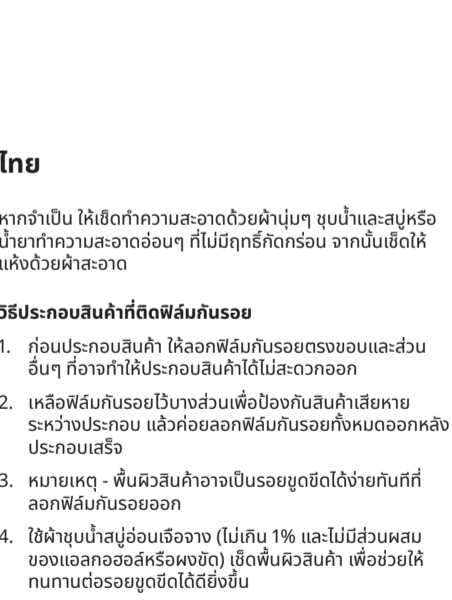 ไทย
หากจำเป็น ให้เช็ดทำความสะอาดด้วยผ้านุ่มๆ ชุบน้ำและสบู่หรือ
น้ำยาทำความสะอาดอ่อนๆ ที่ไม่มีฤทธิ์กัดกร่อน จากนั้นเช็ดให้
แห้งด้วยผ้าสะอาด
วิธีประกอบสินค้าที่ติดฟิล์มกันรอย
1. ก่อนประกอบสินค้า ให้ลอกฟิล์มกันรอยตรงขอบและส่วน
อื่นๆ ที่อาจทำให้ประกอบสินค้าได้ไม่สะดวกออก
2. เหลือฟิล์มกันรอยไว้บางส่วนเพื่อป้องกันสินค้าเสียหาย
ระหว่างประกอบ แล้วค่อยลอกฟิล์มกันรอยทั้งหมดออกหลัง
ประกอบเสร็จ
3. หมายเหตุ - พื้นผิวสินค้าอาจเป็นรอยขูดขีดได้ง่ายทันทีที่
ลอกฟิล์มกันรอยออก
4. ใช้ผ้าชุบน้ำสบู่อ่อนเจือจาง (ไม่เกิน 1% และไม่มีส่วนผสม
ของแอลกอฮอล์หรือผงขัด) เช็ดพื้นผิวสินค้า เพื่อช่วยให้
ทนทานต่อรอยขูดขีดได้ดียิ่งขึ้น